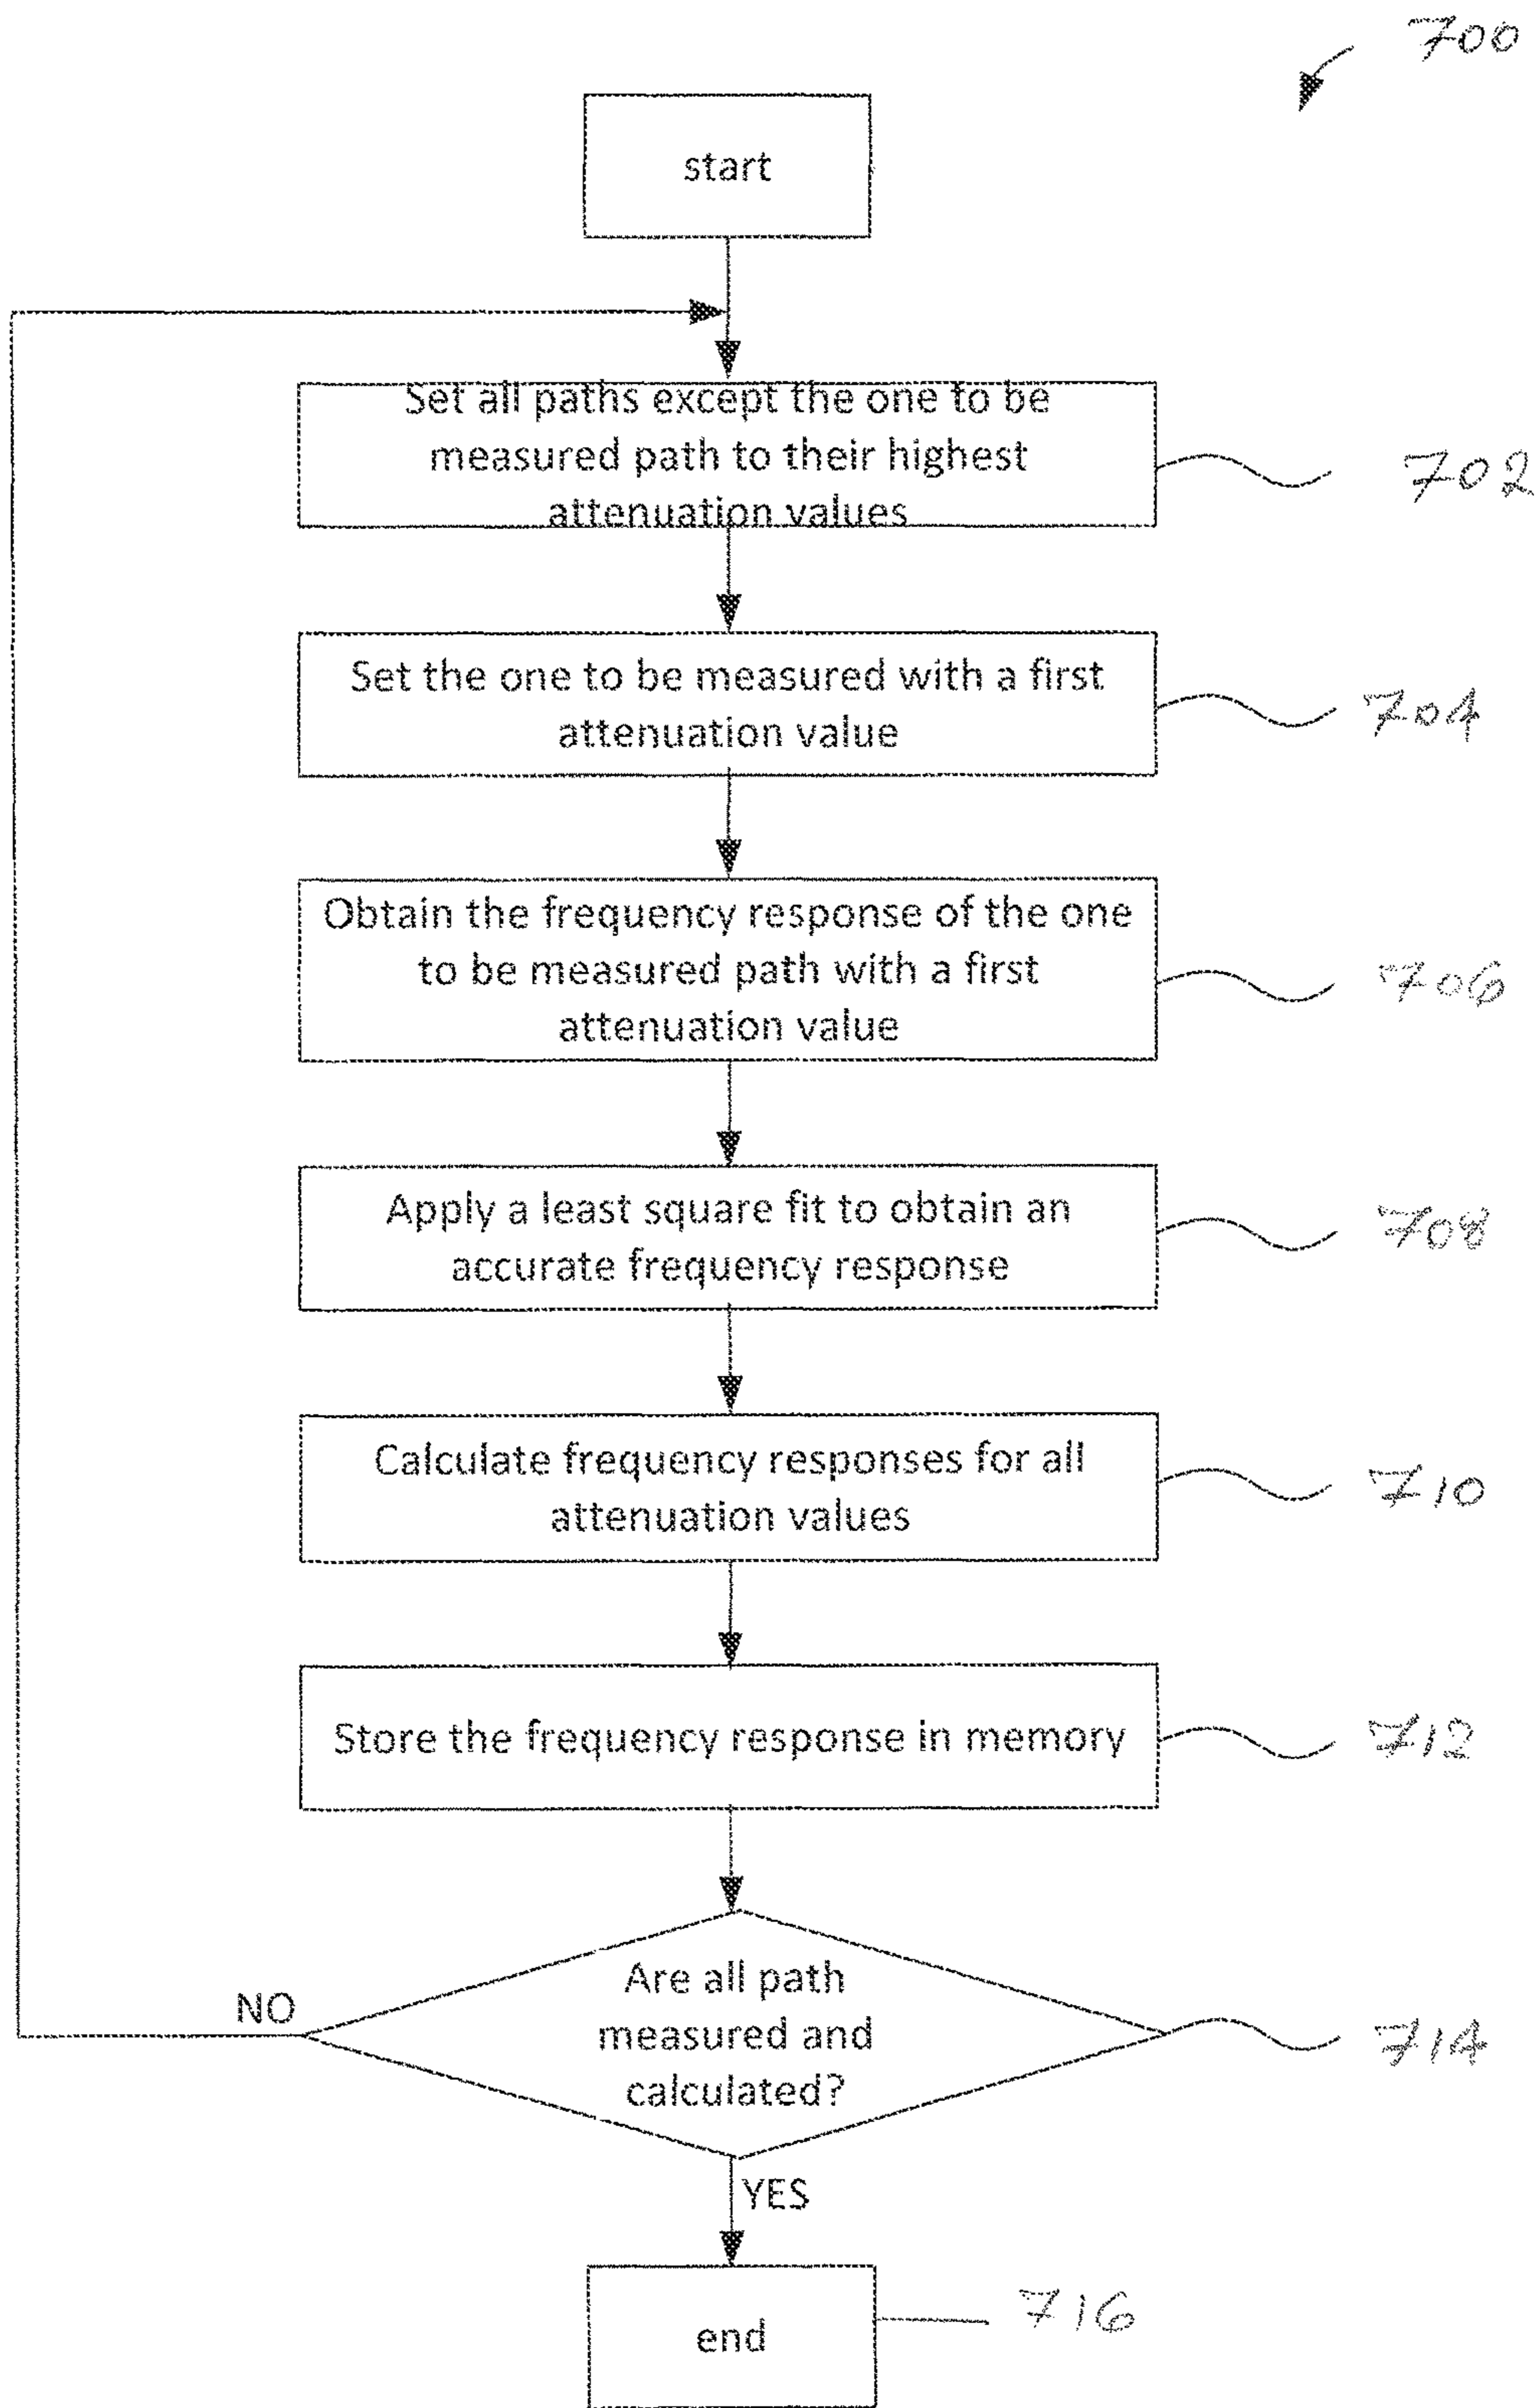 700
start
Set all paths except the one to be
measured path to their highest
attenuation values
702
Set the one to be measured with a first
attenuation value
704
Obtain the frequency response of the one
to be measured path with a first
attenuation value
706
Apply a least square fit to obtain an
accurate frequency response
708
Calculate frequency responses for all
attenuation values
710
Store the frequency response in memory
712
Are all path
measured and
calculated?
NO
714
YES
end
716